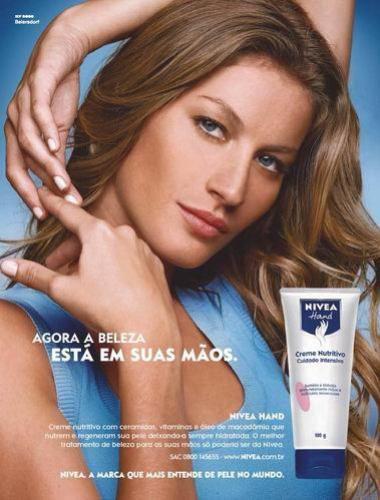 Beiersdorf
AGORA A BELEZA
ESTÁ EM SUAS MÃOS.
NIVEA
Hand
Creme Nutritivo
Cuidado Intensivo
100 g
NIVEA HAND
Creme nutritivo com ceramidas, vitaminas e óleo de macadâmia que
nutrem e regeneram sua pele deixando-a sempre hidratada. O melhor
tratamento de beleza para as suas mãos só poderia ser da Nivea.
SAC 0800 145655 - www.NIVEA.com.br
NIVEA. A MARCA QUE MAIS ENTENDE DE PELE NO MUNDO.